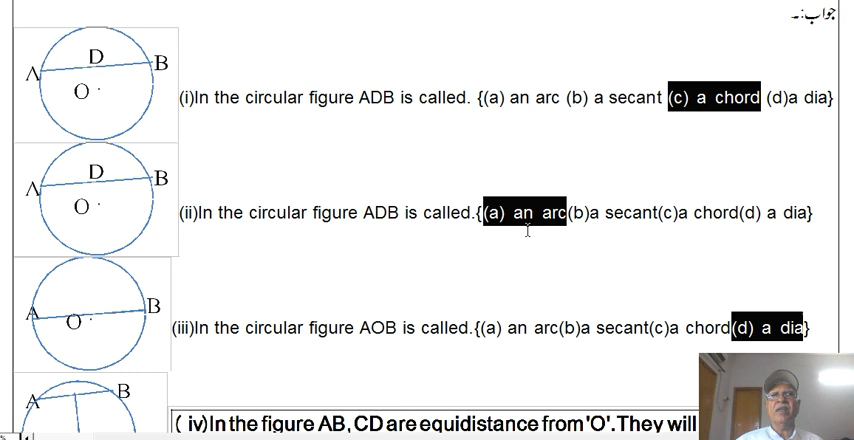 جواب:۔
D
A B
O
(i)In the circular figure ADB is called. {(a) an arc (b) a secant (c) a chord (d)a dia}
D
A B
O
(ii)In the circular figure ADB is called.{(a) an arc(b)a secant(c)a chord(d) a dia}
A B
O
(iii)In the circular figure AOB is called.{(a) an arc(b)a secant(c)a chord(d) a dia}
A B
( iv)In the figure AB, CD are equidistance from 'O'.They will